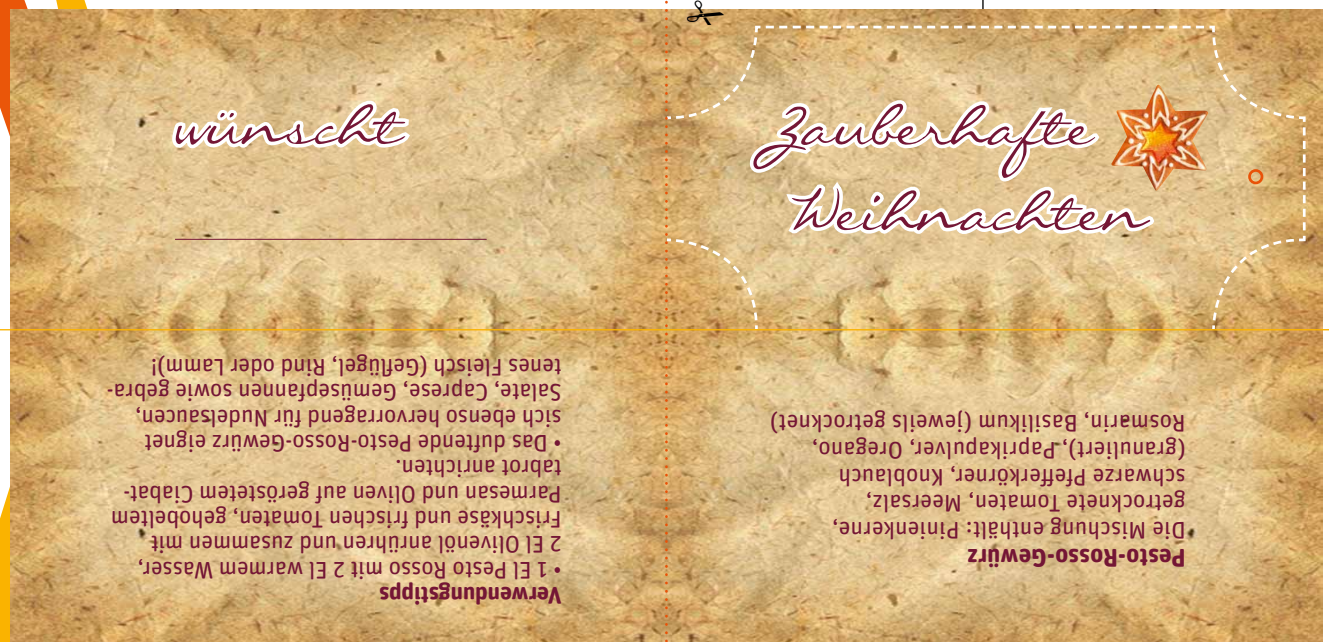 wünscht
Zauberhafte
Weihnachten
Pesto-Rosso-Gewürz
Die Mischung enthält: Pinienkerne,
getrocknete Tomaten, Meersalz,
schwarze Pfefferkörner, Knoblauch
(granuliert), Paprikapulver, Oregano,
Rosmarin, Basilikum (jeweils getrocknet)
Verwendungstipps
• 1 El Pesto Rosso mit 2 El warmem Wasser,
2 El Olivenöl anrühren und zusammen mit
Frischkäse und frischen Tomaten, gehobeltem
Parmesan und Oliven auf geröstetem Ciabat-
tabrot anrichten.
• Das duftende Pesto-Rosso-Gewürz eignet
sich ebenso hervorragend für Nudelsaucen,
Salate, Caprese, Gemüsepfannen sowie gebra-
tenes Fleisch (Geflügel, Rind oder Lamm)!